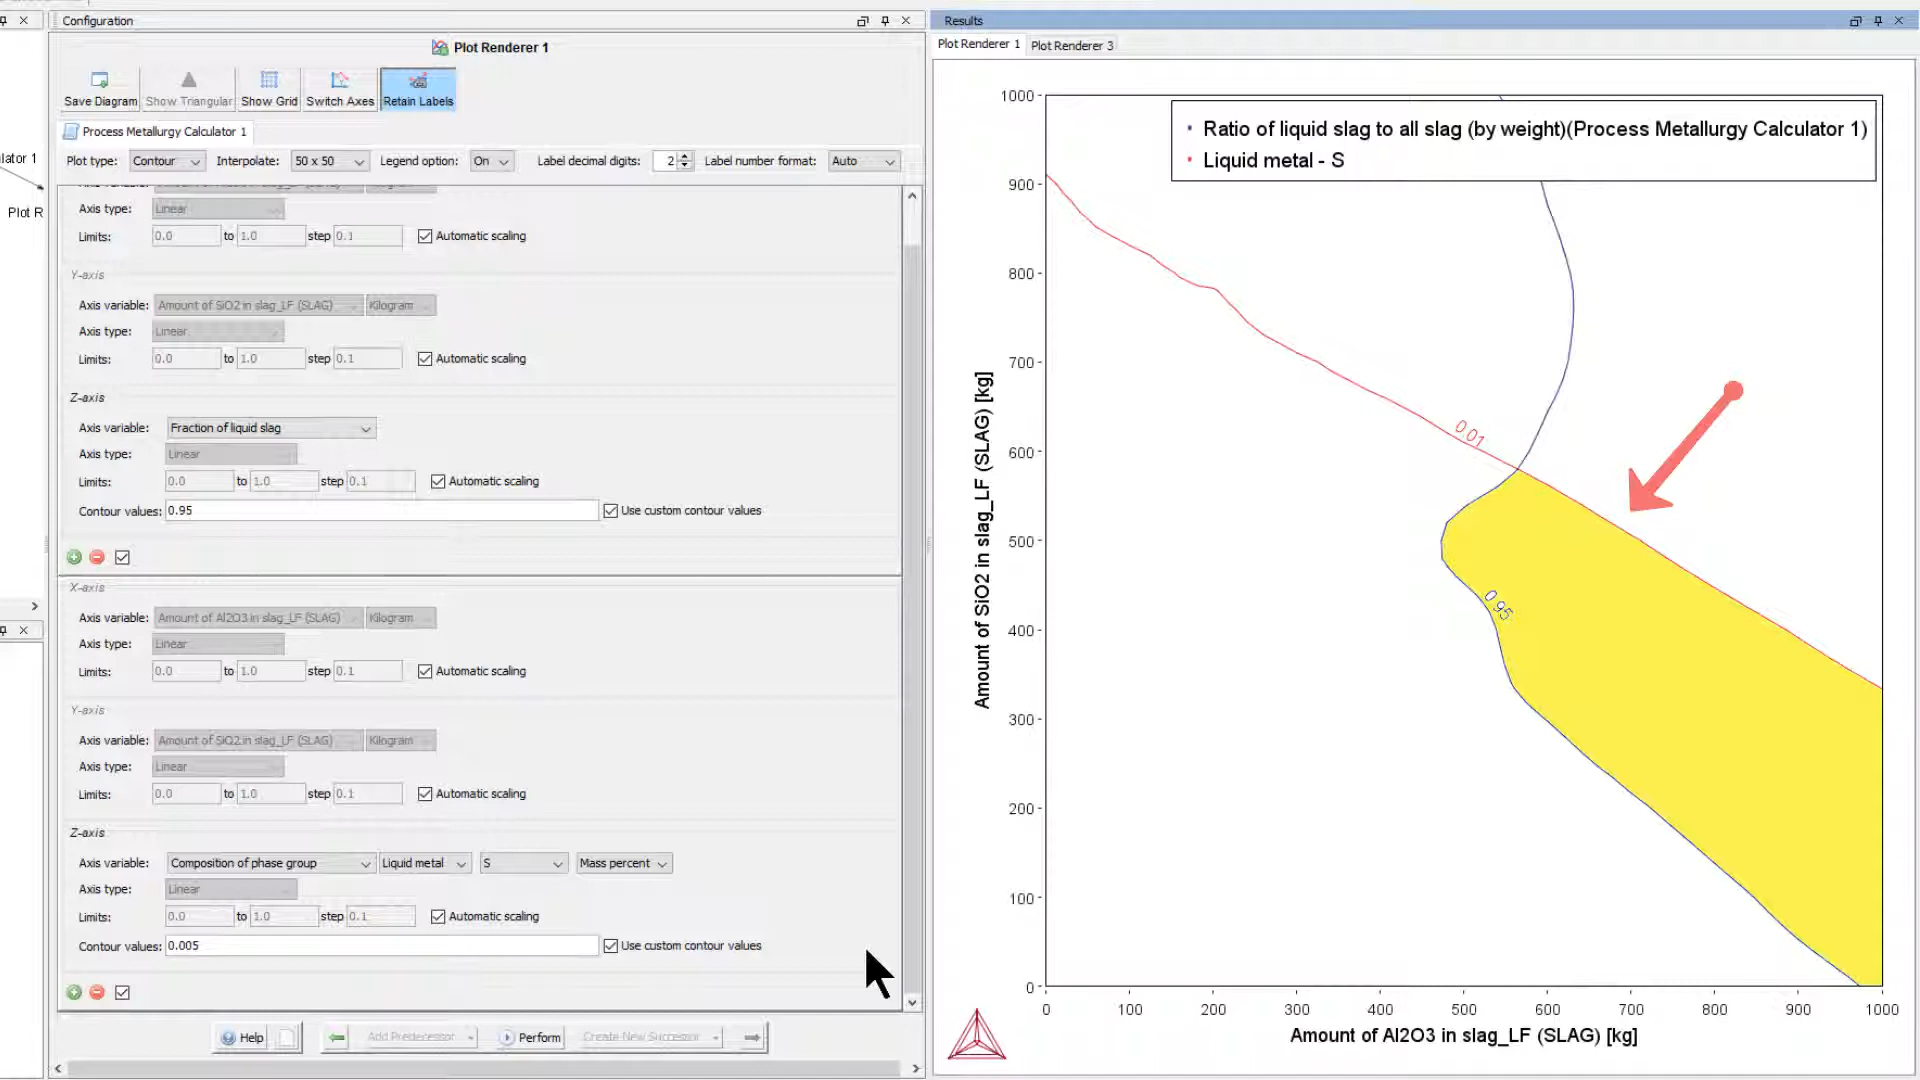 Configuration
Plot Renderer 1
Save Diagram
Show Triangular
Show Grid
Switch Axes
Retain Labels
Process Metallurgy Calculator 1
Plot type: Contour Interpolate: 50 x 50 Legend option: On Label decimal digits: 2 Label number format: Auto
Axis type: Linear
Limits: 0.0 to 1.0 step 0.1 Automatic scaling
Y-axis
Axis variable: Amount of SiO2 in slag_LF (SLAG) Kilogram
Axis type: Linear
Limits: 0.0 to 1.0 step 0.1 Automatic scaling
Z-axis
Axis variable: Fraction of liquid slag
Axis type: Linear
Limits: 0.0 to 1.0 step 0.1 Automatic scaling
Contour values: 0.95 Use custom contour values
X-axis
Axis variable: Amount of Al2O3 in slag_LF (SLAG) Kilogram
Axis type: Linear
Limits: 0.0 to 1.0 step 0.1 Automatic scaling
Y-axis
Axis variable: Amount of SiO2 in slag_LF (SLAG) Kilogram
Axis type: Linear
Limits: 0.0 to 1.0 step 0.1 Automatic scaling
Z-axis
Axis variable: Composition of phase group Liquid metal S Mass percent
Axis type: Linear
Limits: 0.0 to 1.0 step 0.1 Automatic scaling
Contour values: 0.005 Use custom contour values
Help Add Predecessor Perform Create New Successor
lator 1
Plot R
Results
Plot Renderer 1 Plot Renderer 3
Ratio of liquid slag to all slag (by weight)(Process Metallurgy Calculator 1)
Liquid metal - S
1000
900
800
700
600
500
400
300
200
100
0
Amount of SiO2 in slag_LF (SLAG) [kg]
0.01
0.95
0 100 200 300 400 500 600 700 800 900 1000
Amount of Al2O3 in slag_LF (SLAG) [kg]